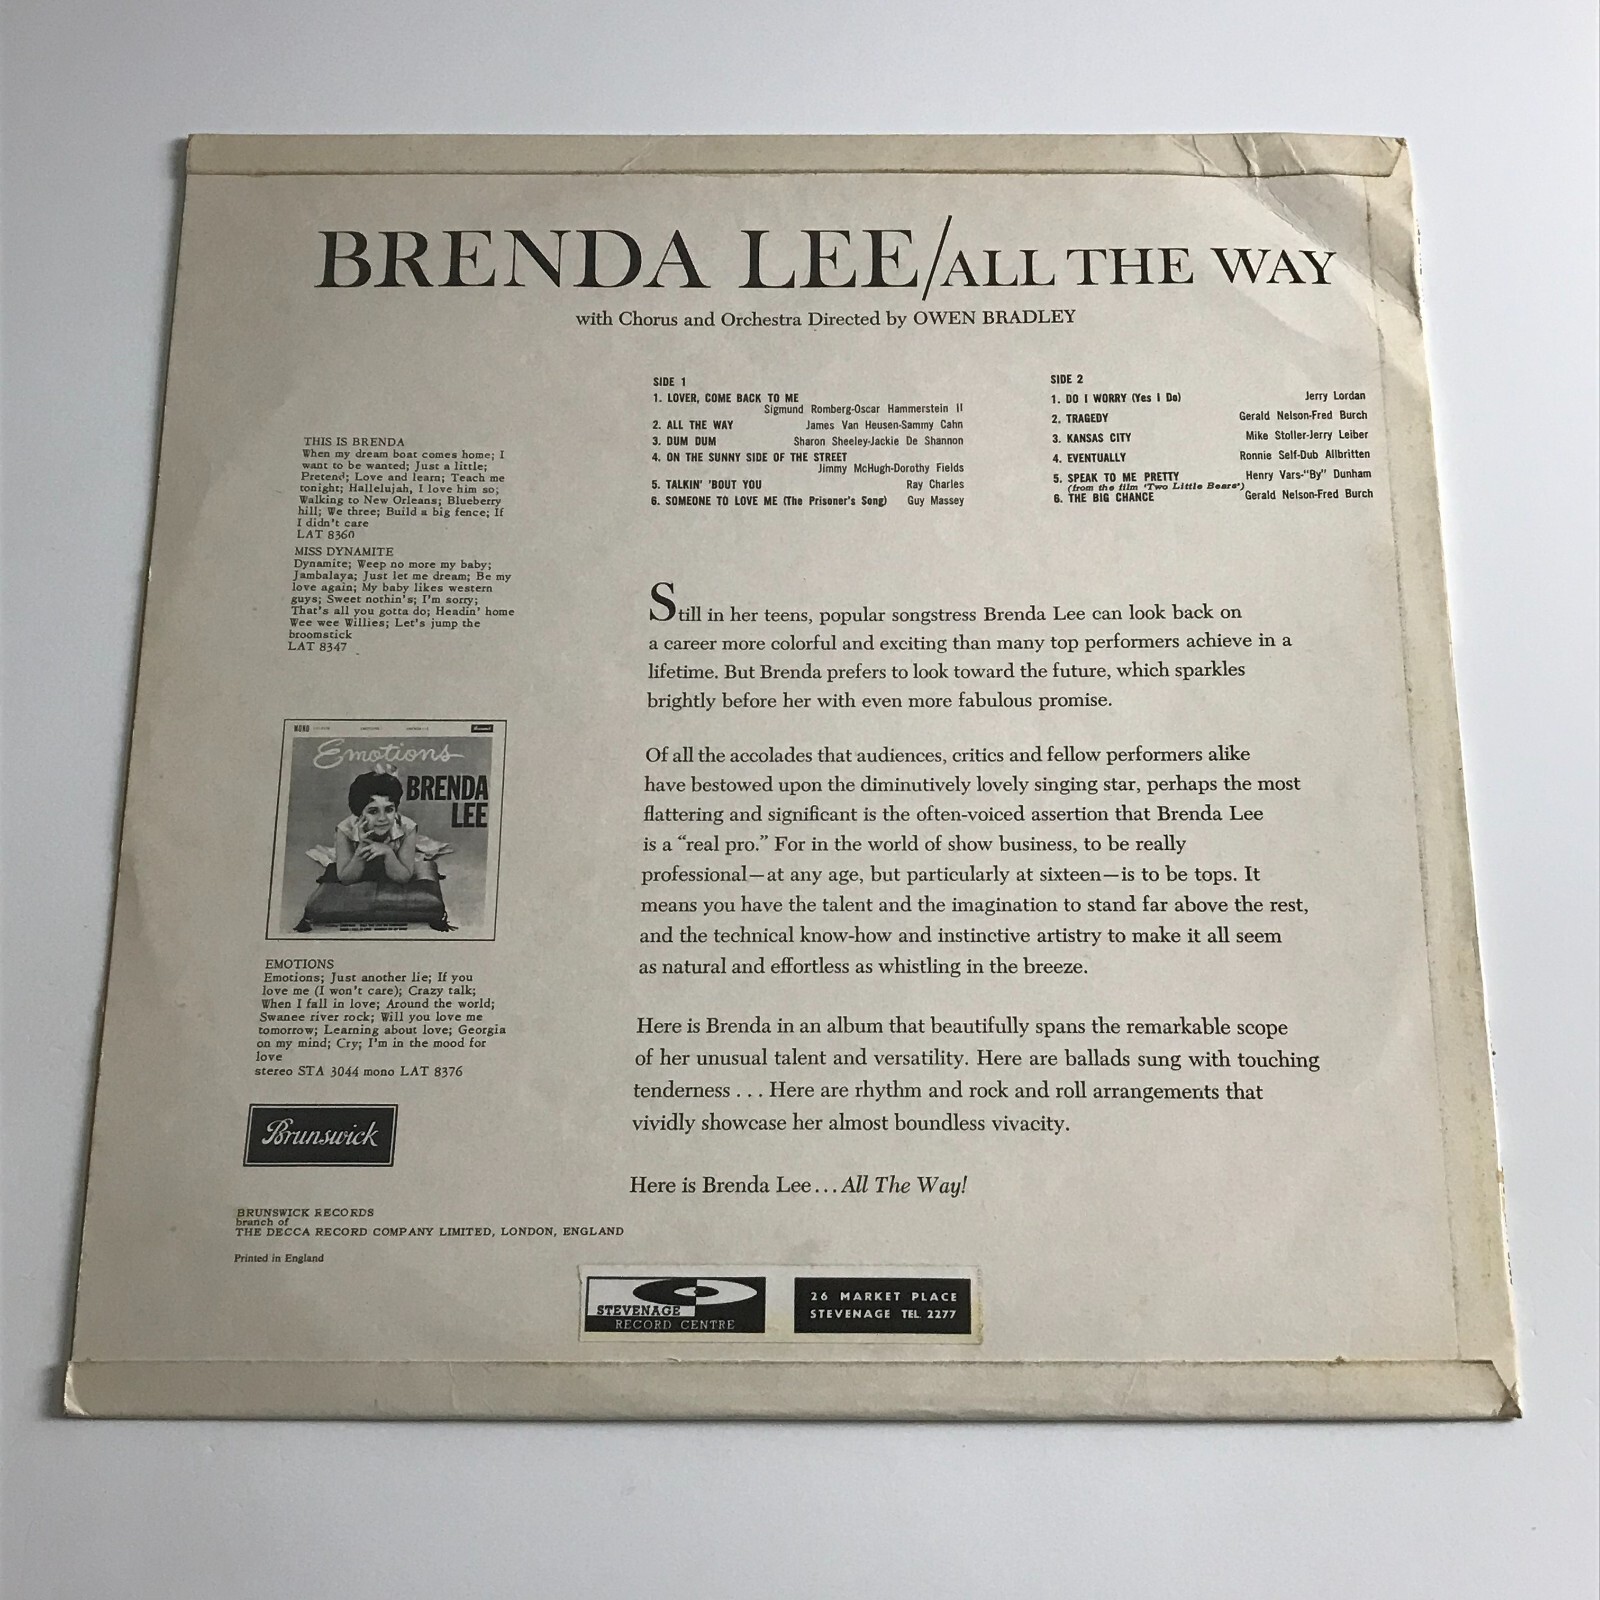 BRENDA LEE/ALL THE WAY
with Chorus and Orchestra Directed by OWEN BRADLEY
SIDE 1
1. LOVER, COME BACK TO ME
Sigmund Romberg-Oscar Hammerstein II
2. ALL THE WAY James Van Heusen-Sammy Cahn
3. DUM DUM Sharon Sheeley-Jackie De Shannon
4. ON THE SUNNY SIDE OF THE STREET
Jimmy McHugh-Dorothy Fields
5. TALKIN' 'BOUT YOU Ray Charles
6. SOMEONE TO LOVE ME (The Prisoner's Song) Guy Massey
SIDE 2
1. DO I WORRY (Yes I Do) Jerry Lordan
2. TRAGEDY Gerald Nelson-Fred Burch
3. KANSAS CITY Mike Stoller-Jerry Leiber
4. EVENTUALLY Ronnie Self-Dub Allbritten
5. SPEAK TO ME PRETTY Henry Vars-"By" Dunham
(from the film 'Two Little Bears')
6. THE BIG CHANCE Gerald Nelson-Fred Burch
THIS IS BRENDA
When my dream boat comes home; I
want to be wanted; Just a little;
Pretend; Love and learn; Teach me
tonight; Hallelujah, I love him so;
Walking to New Orleans; Blueberry
hill; We three; Build a big fence; If
I didn't care
LAT 8360
MISS DYNAMITE
Dynamite; Weep no more my baby;
Jambalaya; Just let me dream; Be my
love again; My baby likes western
guys; Sweet nothin's; I'm sorry;
That's all you gotta do; Headin' home
Wee wee Willies; Let's jump the
broomstick
LAT 8347
MONO
Emotions
BRENDA
LEE
EMOTIONS
Emotions; Just another lie; If you
love me (I won't care); Crazy talk;
When I fall in love; Around the world;
Swanee river rock; Will you love me
tomorrow; Learning about love; Georgia
on my mind; Cry; I'm in the mood for
love
stereo STA 3044 mono LAT 8376
Brunswick
BRUNSWICK RECORDS
branch of
THE DECCA RECORD COMPANY LIMITED, LONDON, ENGLAND
Printed in England
Still in her teens, popular songstress Brenda Lee can look back on
a career more colorful and exciting than many top performers achieve in a
lifetime. But Brenda prefers to look toward the future, which sparkles
brightly before her with even more fabulous promise.
Of all the accolades that audiences, critics and fellow performers alike
have bestowed upon the diminutively lovely singing star, perhaps the most
flattering and significant is the often-voiced assertion that Brenda Lee
is a “real pro.” For in the world of show business, to be really
professional—at any age, but particularly at sixteen—is to be tops. It
means you have the talent and the imagination to stand far above the rest,
and the technical know-how and instinctive artistry to make it all seem
as natural and effortless as whistling in the breeze.
Here is Brenda in an album that beautifully spans the remarkable scope
of her unusual talent and versatility. Here are ballads sung with touching
tenderness . . . Here are rhythm and rock and roll arrangements that
vividly showcase her almost boundless vivacity.
Here is Brenda Lee . . . All The Way!
STEVENAGE
RECORD CENTRE
26 MARKET PLACE
STEVENAGE TEL. 2277